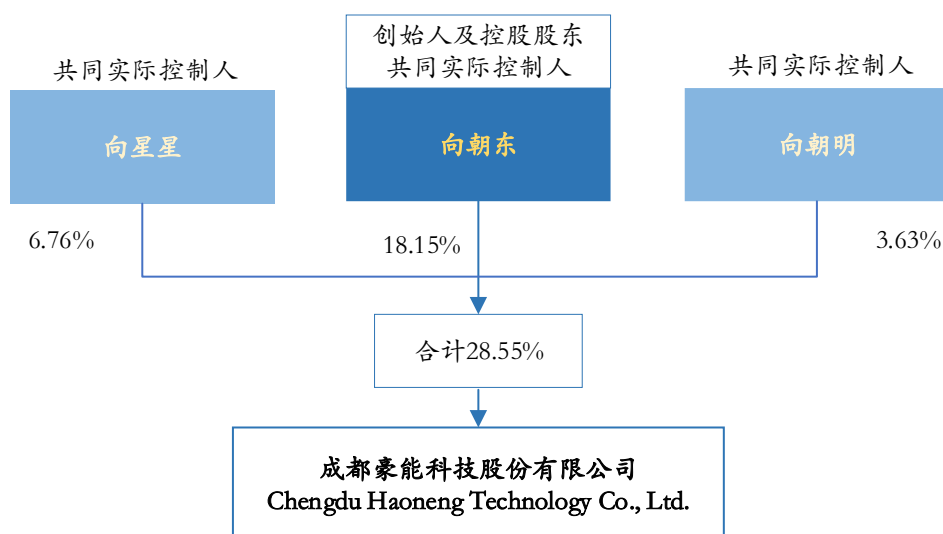 创始人及控股股东
共同实际控制人
共同实际控制人
共同实际控制人
向星星
向朝东
向朝明
6.76%
18.15%
3.63%
合计28.55%
成都豪能科技股份有限公司
Chengdu Haoneng Technology Co., Ltd.